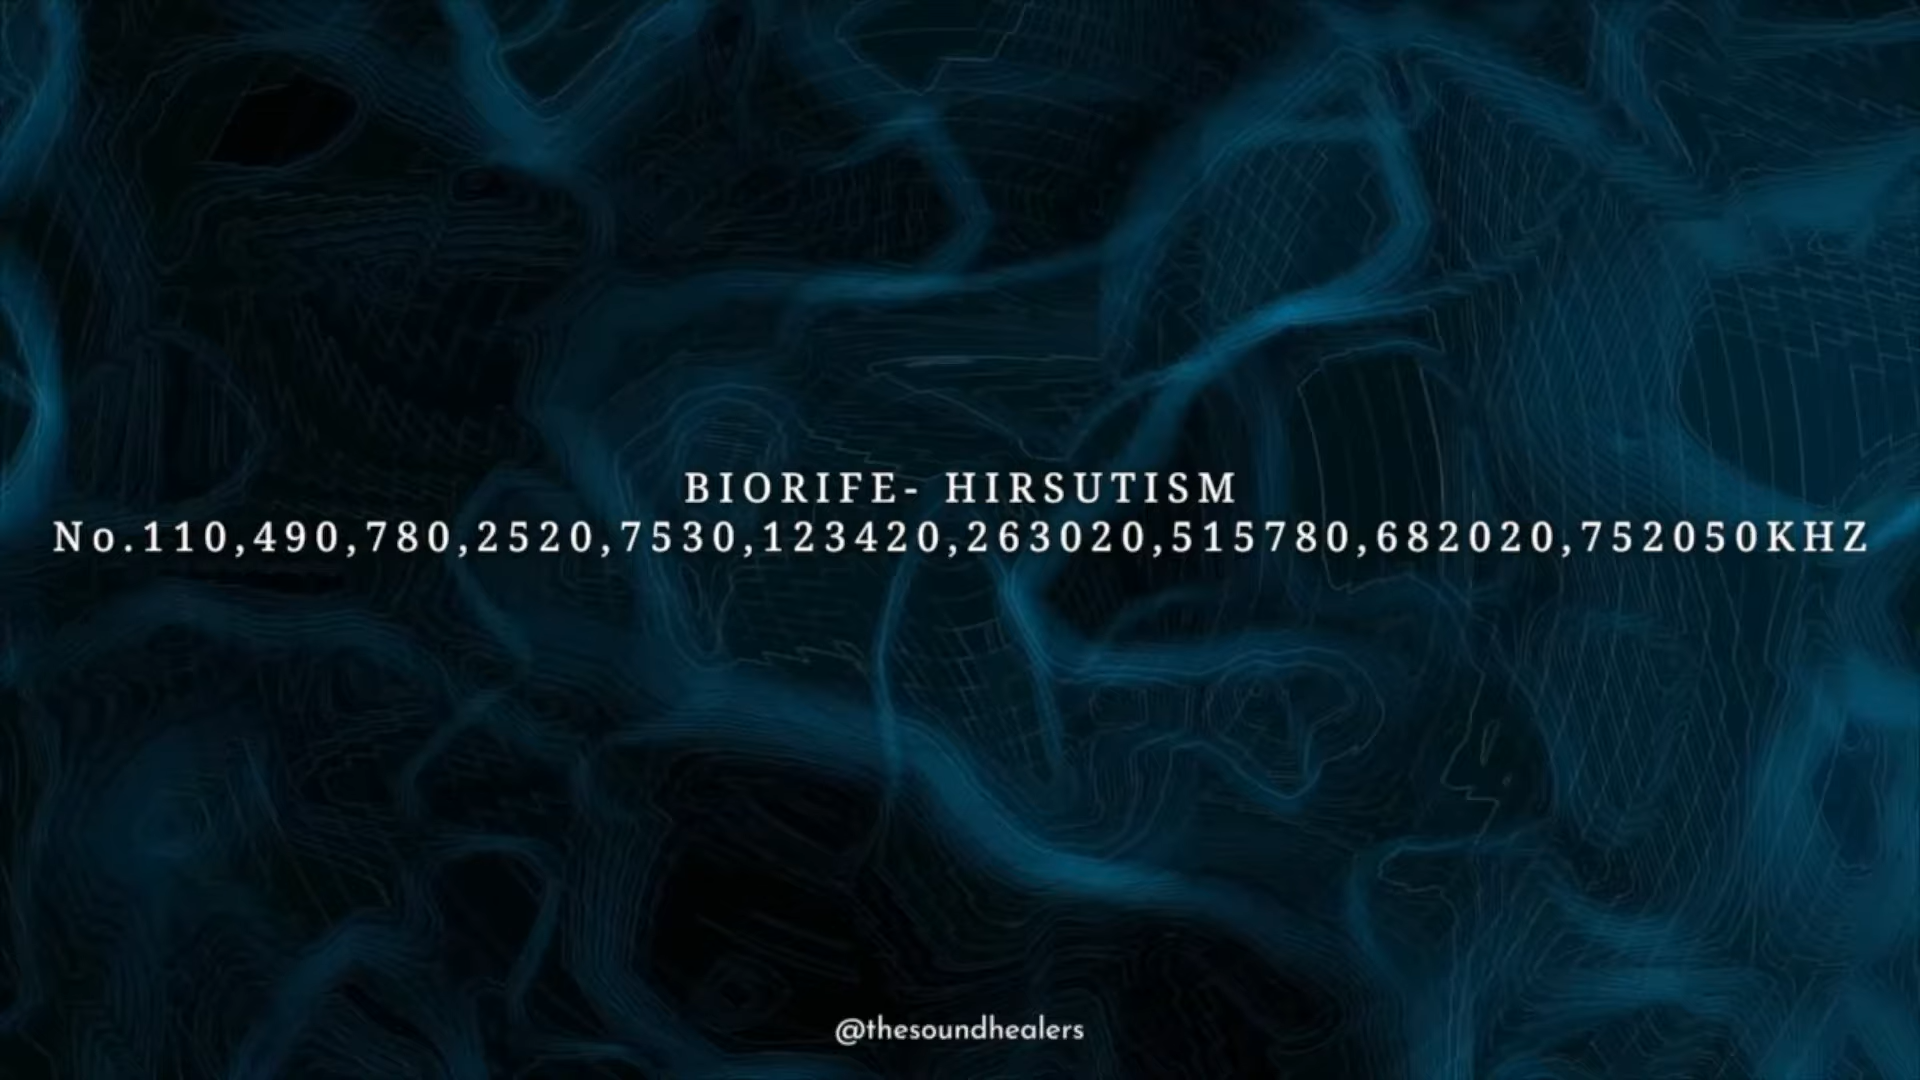 BIORIFE- HIRSUTISM
No.110,490,780,2520,7530,123420,263020,515780,682020,752050KHZ
@thesoundhealers